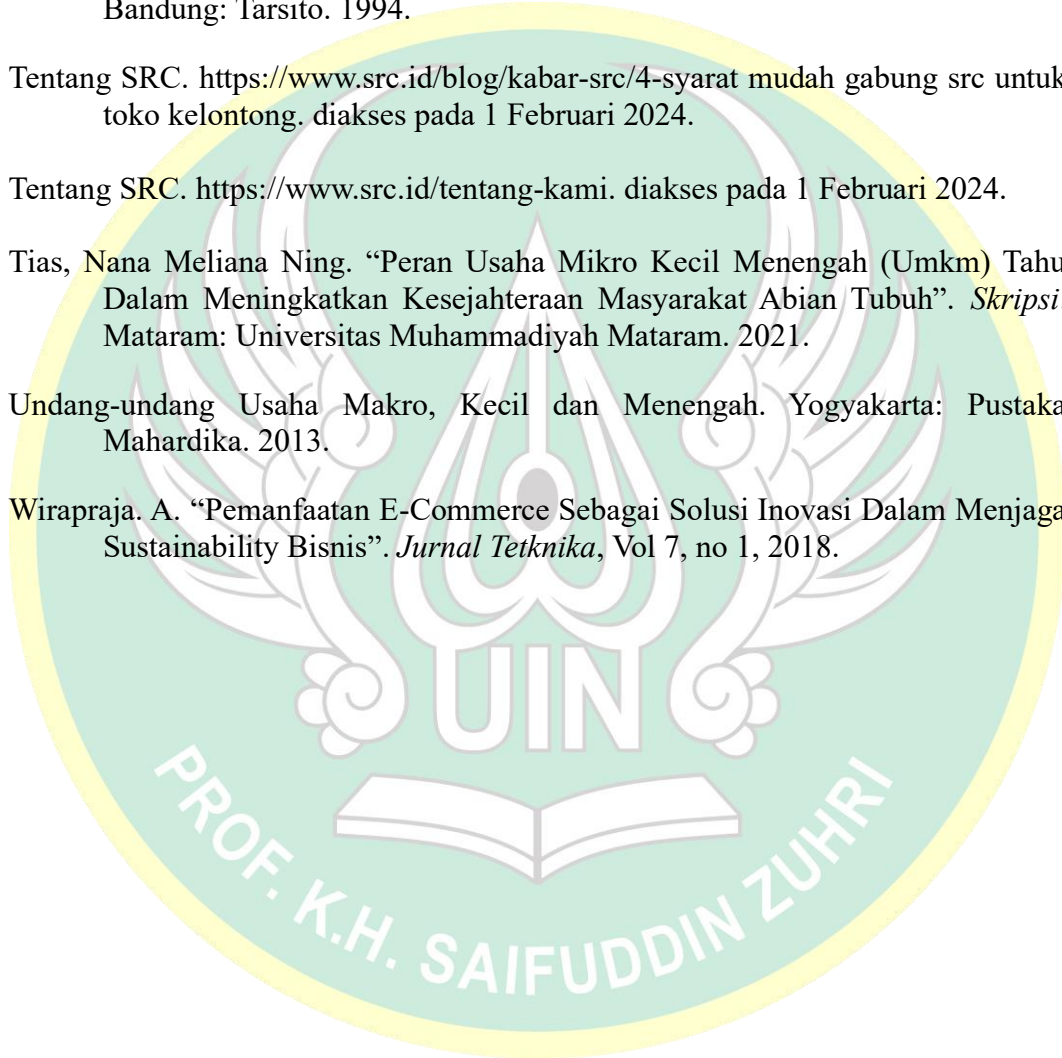 Bandung: Tarsito. 1994.
Tentang SRC. https://www.src.id/blog/kabar-src/4-syarat mudah gabung src untuk
toko kelontong. diakses pada 1 Februari 2024.
Tentang SRC. https://www.src.id/tentang-kami. diakses pada 1 Februari 2024.
Tias, Nana Meliana Ning. “Peran Usaha Mikro Kecil Menengah (Umkm) Tahu
Dalam Meningkatkan Kesejahteraan Masyarakat Abian Tubuh”. Skripsi.
Mataram: Universitas Muhammadiyah Mataram. 2021.
Undang-undang Usaha Makro, Kecil dan Menengah. Yogyakarta: Pustaka
Mahardika. 2013.
Wirapraja. A. “Pemanfaatan E-Commerce Sebagai Solusi Inovasi Dalam Menjaga
Sustainability Bisnis”. Jurnal Tetknika, Vol 7, no 1, 2018.
UIN
PROF. K.H. SAIFUDDIN ZUHRI